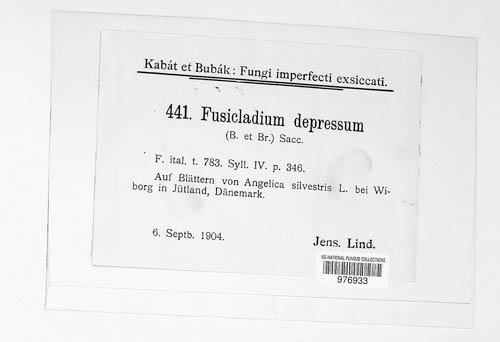 Kabát et Bubák: Fungi imperfecti exsiccati.
441. Fusicladium depressum
(B. et Br.) Sacc.
F. ital. t. 783. Syll. IV. p. 346.
Auf Blättern von Angelica silvestris L. bei Wi-
borg in Jütland, Dänemark.
6. Septb. 1904.
Jens. Lind.
US NATIONAL FUNGUS COLLECTIONS
976933